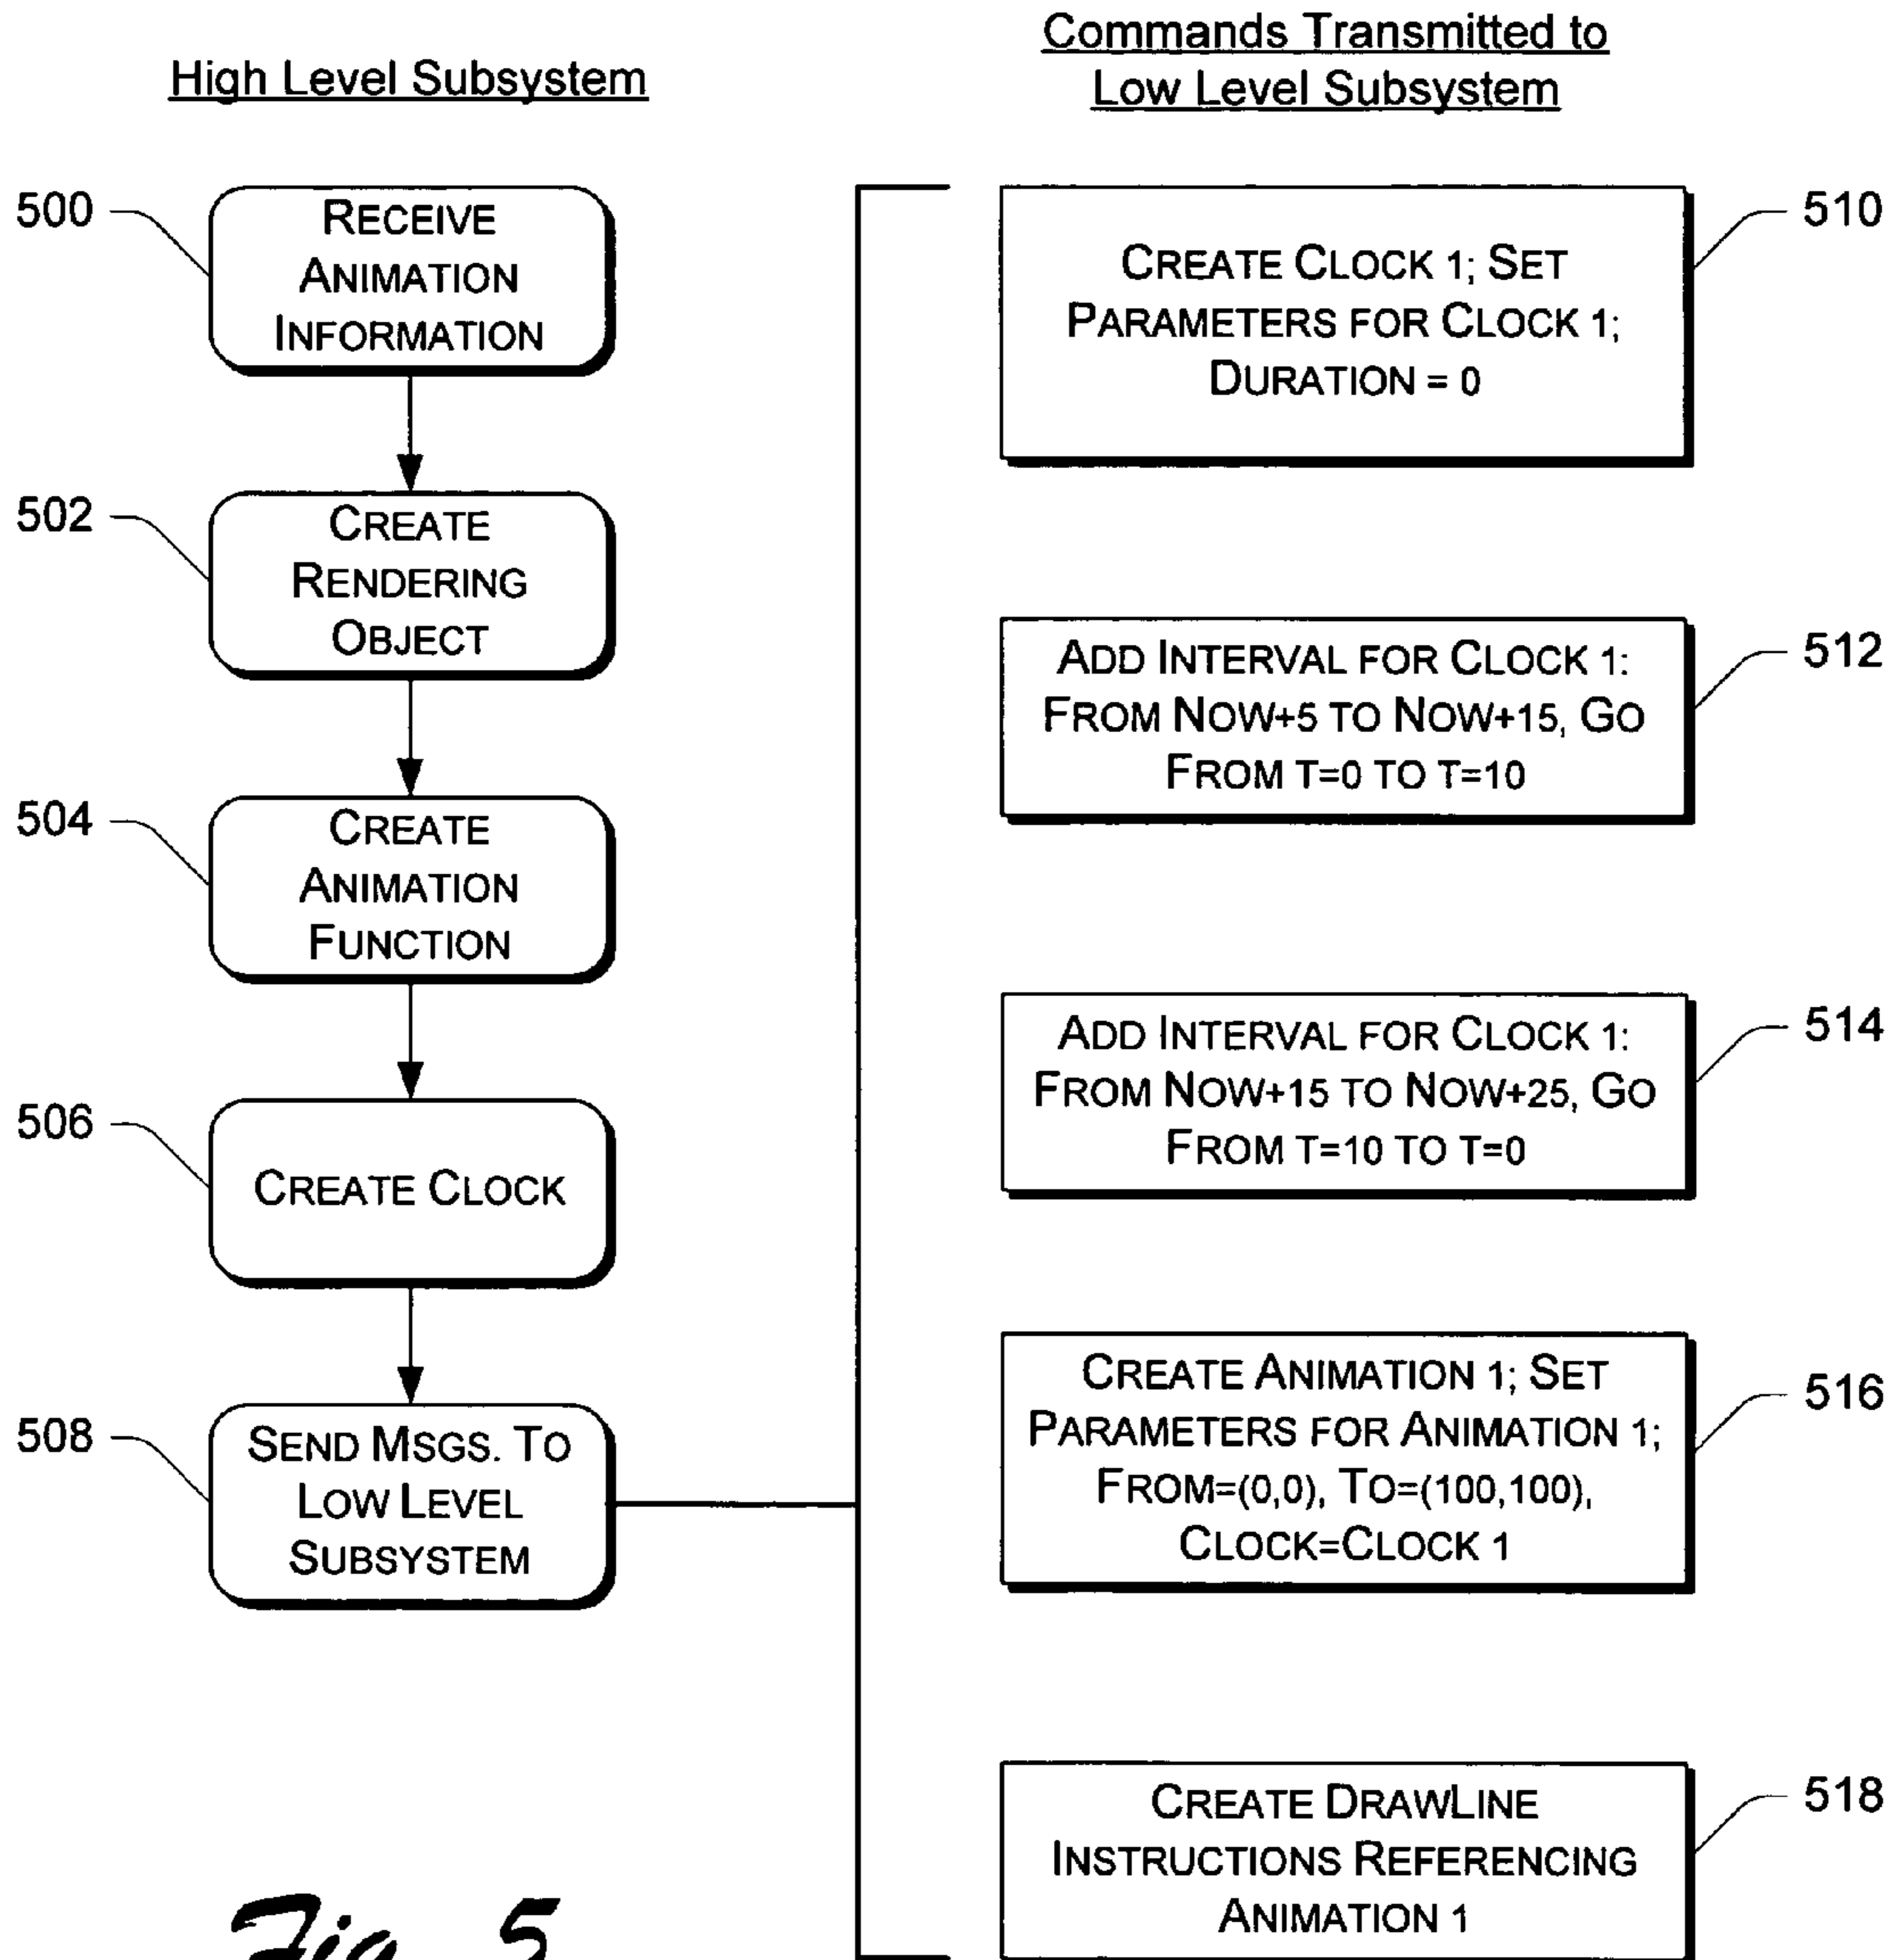 High Level Subsystem
500
RECEIVE
ANIMATION
INFORMATION
502
CREATE
RENDERING
OBJECT
504
CREATE
ANIMATION
FUNCTION
506
CREATE CLOCK
508
SEND MSGS. TO
LOW LEVEL
SUBSYSTEM
Commands Transmitted to
Low Level Subsystem
510
CREATE CLOCK 1; SET
PARAMETERS FOR CLOCK 1;
DURATION = 0
512
ADD INTERVAL FOR CLOCK 1:
FROM NOW+5 TO NOW+15, GO
FROM T=0 TO T=10
514
ADD INTERVAL FOR CLOCK 1:
FROM NOW+15 TO NOW+25, GO
FROM T=10 TO T=0
516
CREATE ANIMATION 1; SET
PARAMETERS FOR ANIMATION 1;
FROM=(0,0), TO=(100,100),
CLOCK=CLOCK 1
518
CREATE DRAWLINE
INSTRUCTIONS REFERENCING
ANIMATION 1
Fig. 5